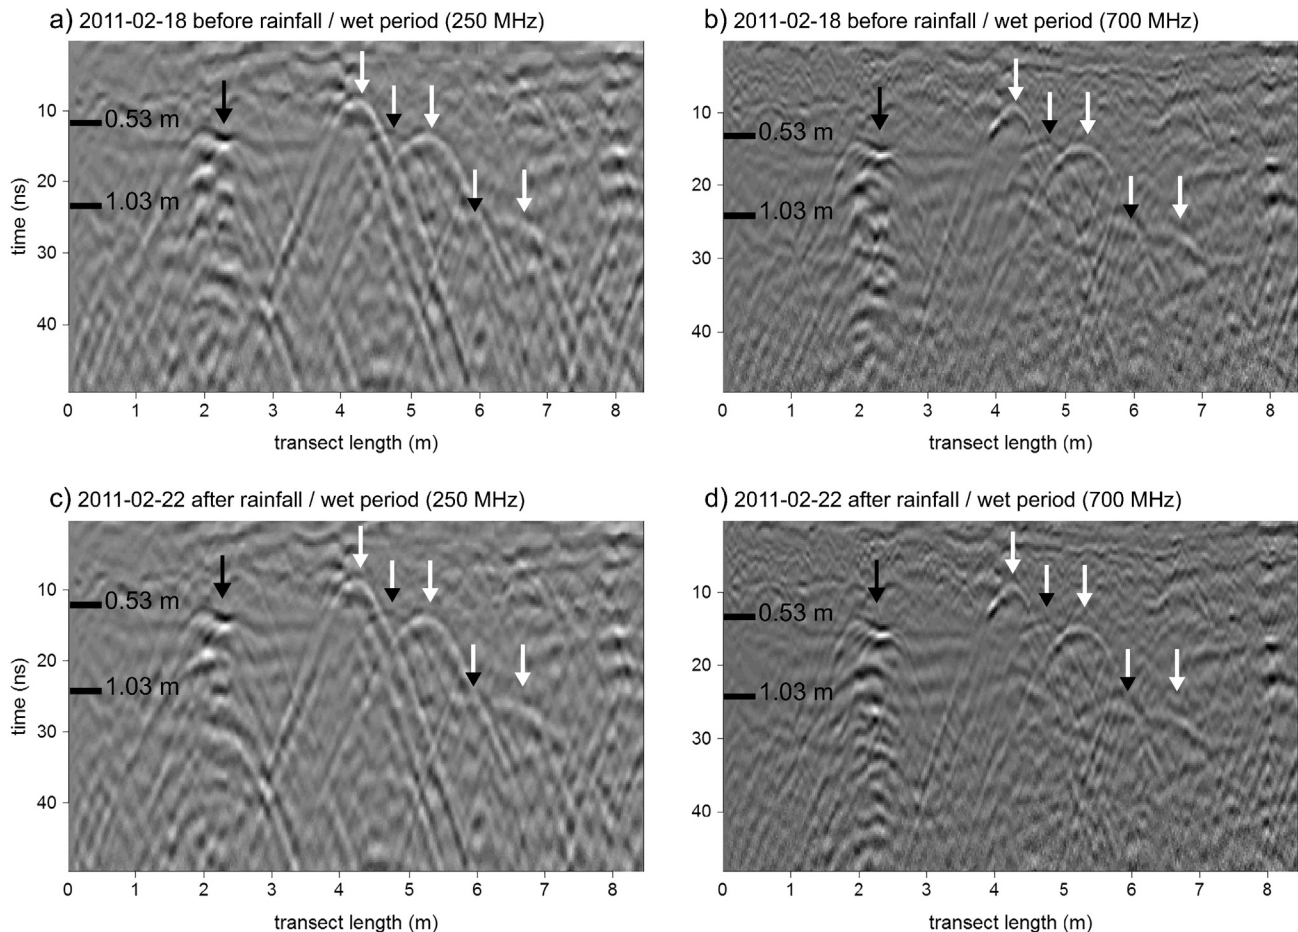 a) 2011-02-18 before rainfall / wet period (250 MHz)
10
0.53 m
20
1.03 m
30
40
time (ns)
0 1 2 3 4 5 6 7 8
transect length (m)
b) 2011-02-18 before rainfall / wet period (700 MHz)
10
0.53 m
20
1.03 m
30
40
0 1 2 3 4 5 6 7 8
transect length (m)
c) 2011-02-22 after rainfall / wet period (250 MHz)
10
0.53 m
20
1.03 m
30
40
time (ns)
0 1 2 3 4 5 6 7 8
transect length (m)
d) 2011-02-22 after rainfall / wet period (700 MHz)
10
0.53 m
20
1.03 m
30
40
0 1 2 3 4 5 6 7 8
transect length (m)